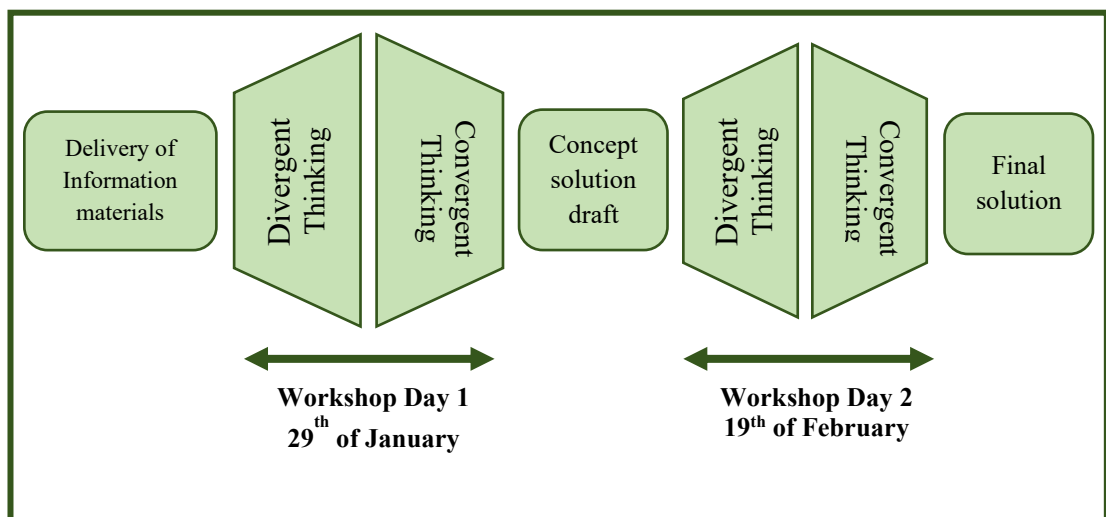 Delivery of
Information
materials
Divergent
Thinking
Convergent
Thinking
Concept
solution
draft
Divergent
Thinking
Convergent
Thinking
Final
solution
Workshop Day 1
29th of January
Workshop Day 2
19th of February